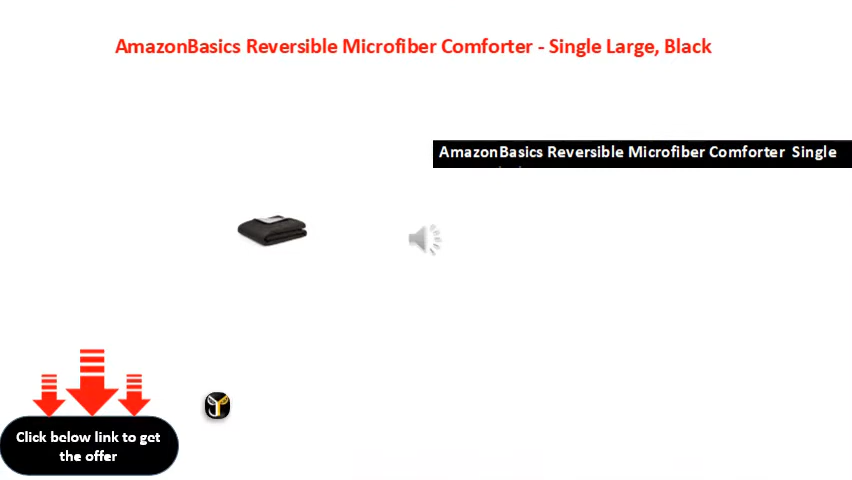 AmazonBasics Reversible Microfiber Comforter - Single Large, Black
AmazonBasics Reversible Microfiber Comforter Single
Click below link to get
the offer